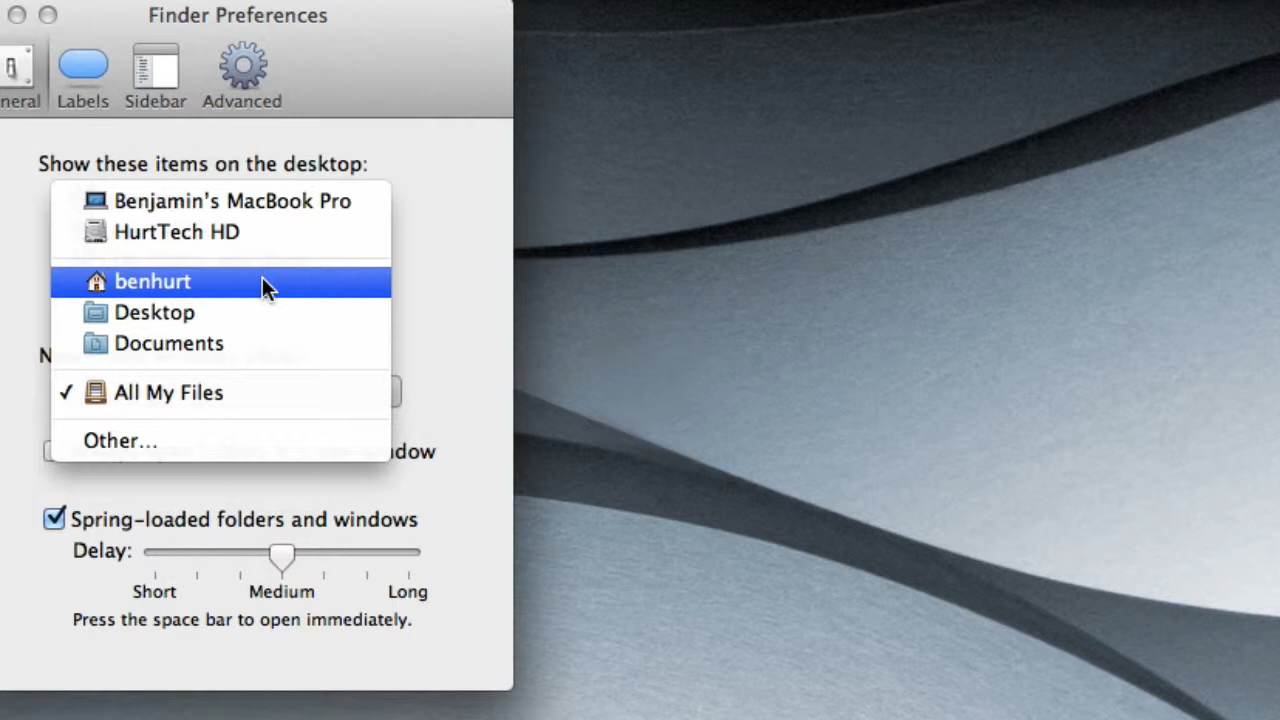 Finder Preferences
neral Labels Sidebar Advanced
Show these items on the desktop:
Benjamin's MacBook Pro
HurtTech HD
benhurt
Desktop
Documents
N
✓ All My Files
Other...
dow
Spring-loaded folders and windows
Delay:
Short Medium Long
Press the space bar to open immediately.